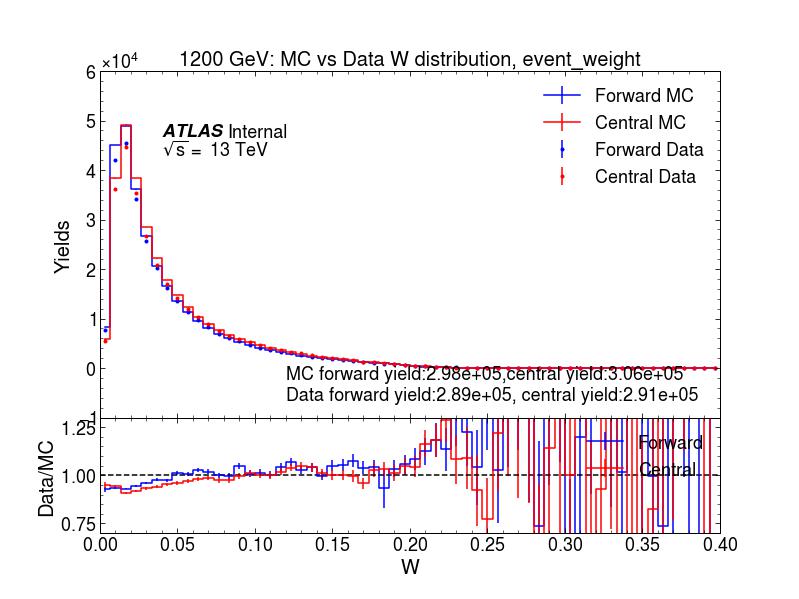 1200 GeV: MC vs Data W distribution, event_weight
×10⁴
6
5
4
3
2
1
0
1
Yields
ATLAS Internal
√s = 13 TeV
Forward MC
Central MC
Forward Data
Central Data
MC forward yield:2.98e+05,central yield:3.06e+05
Data forward yield:2.89e+05, central yield:2.91e+05
1.25
1.00
0.75
Data/MC
Forward
Central
0.00 0.05 0.10 0.15 0.20 0.25 0.30 0.35 0.40
W